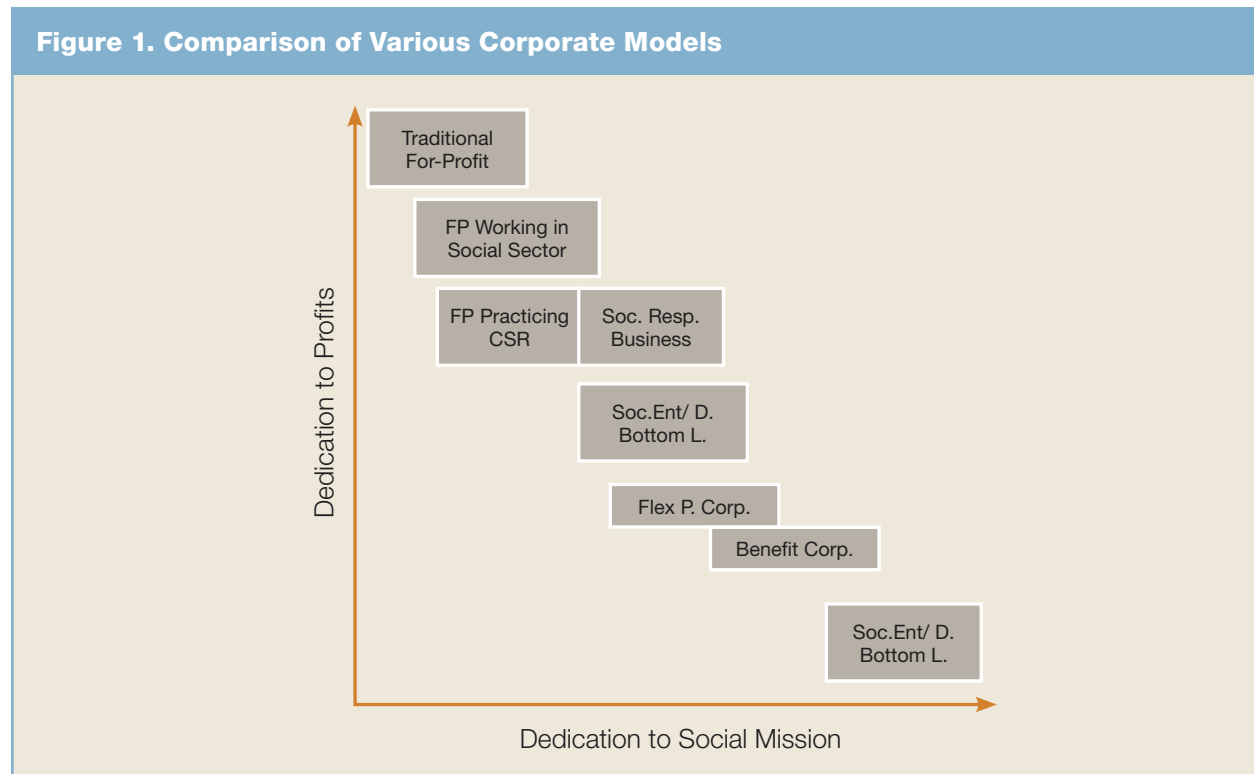 Figure 1. Comparison of Various Corporate Models
Traditional
For-Profit
FP Working in
Social Sector
FP Practicing
CSR
Soc. Resp.
Business
Soc.Ent/ D.
Bottom L.
Flex P. Corp.
Benefit Corp.
Soc.Ent/ D.
Bottom L.
Dedication to Profits
Dedication to Social Mission